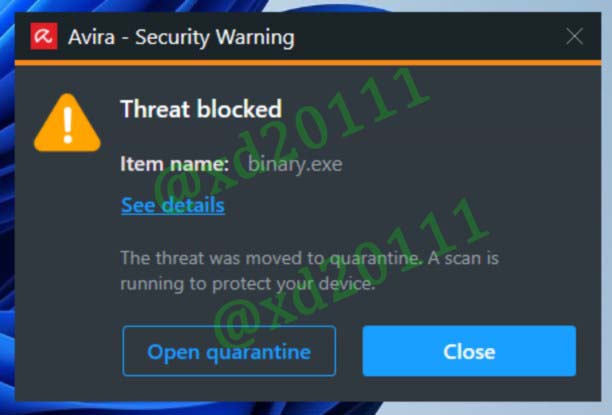 Avira - Security Warning
Threat blocked
Item name: binary.exe
See details
The threat was moved to quarantine. A scan is
running to protect your device.
Open quarantine
Close
@xd20111
@xd20111